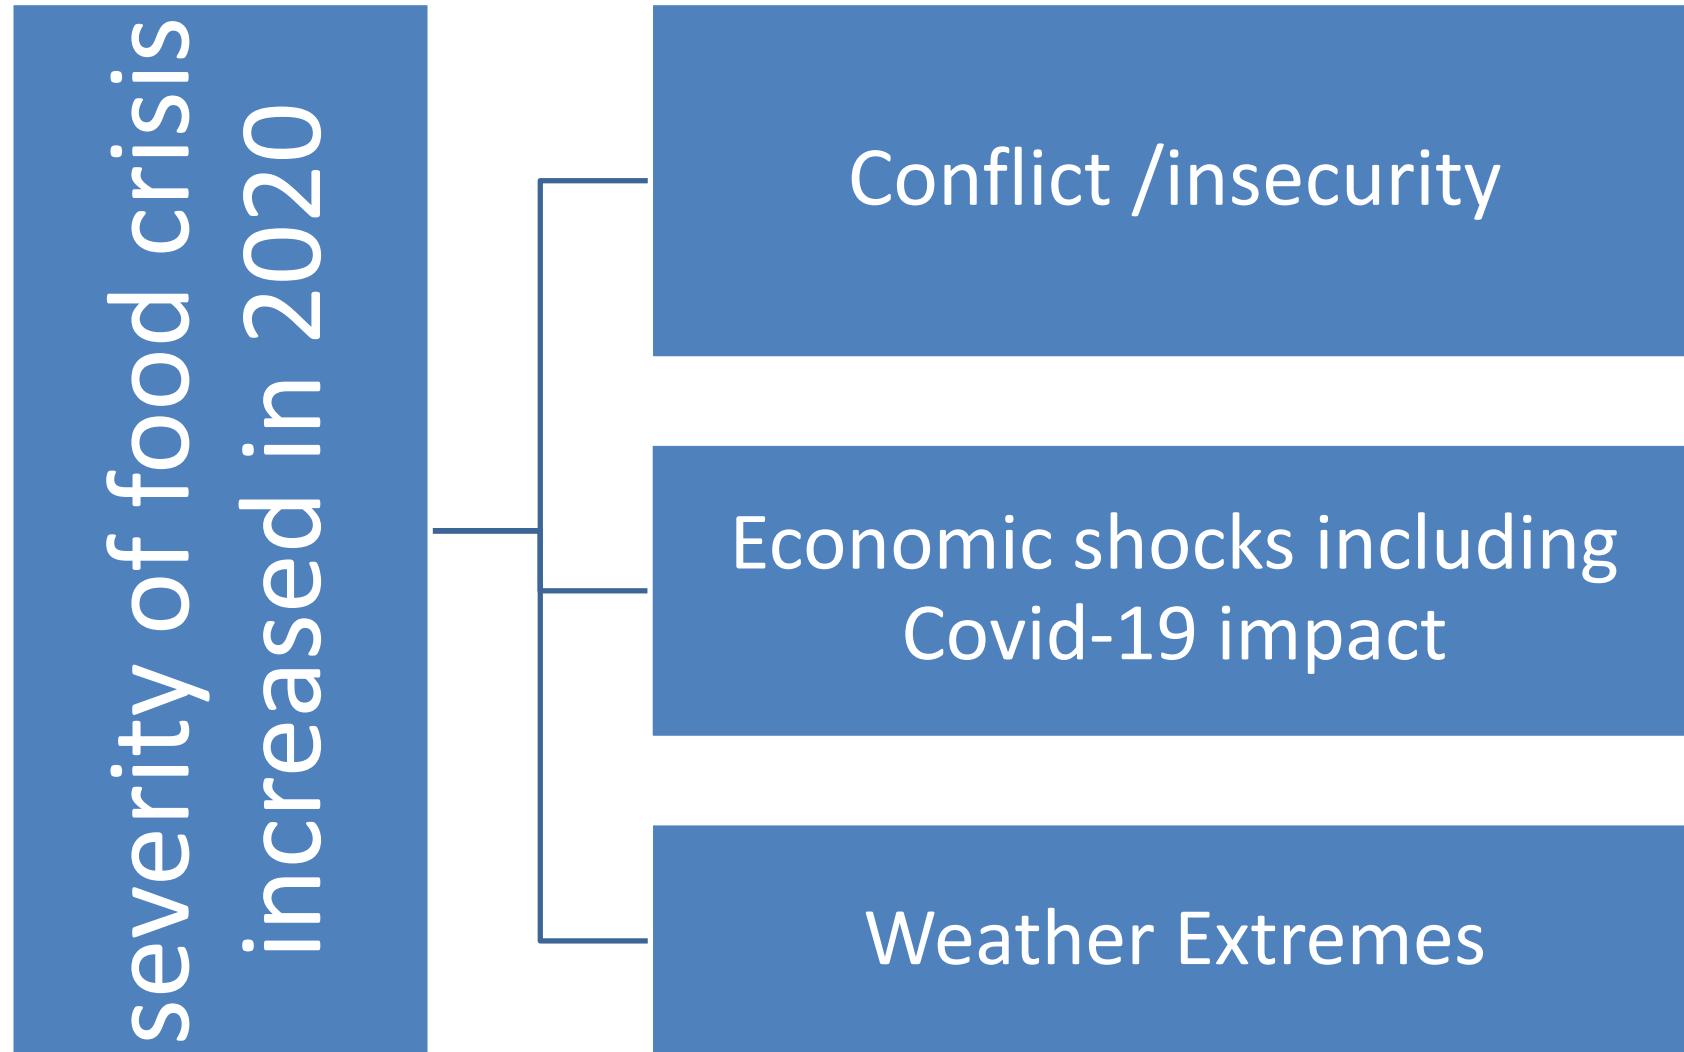 severity of food crisis
increased in 2020
Conflict /insecurity
Economic shocks including
Covid-19 impact
Weather Extremes